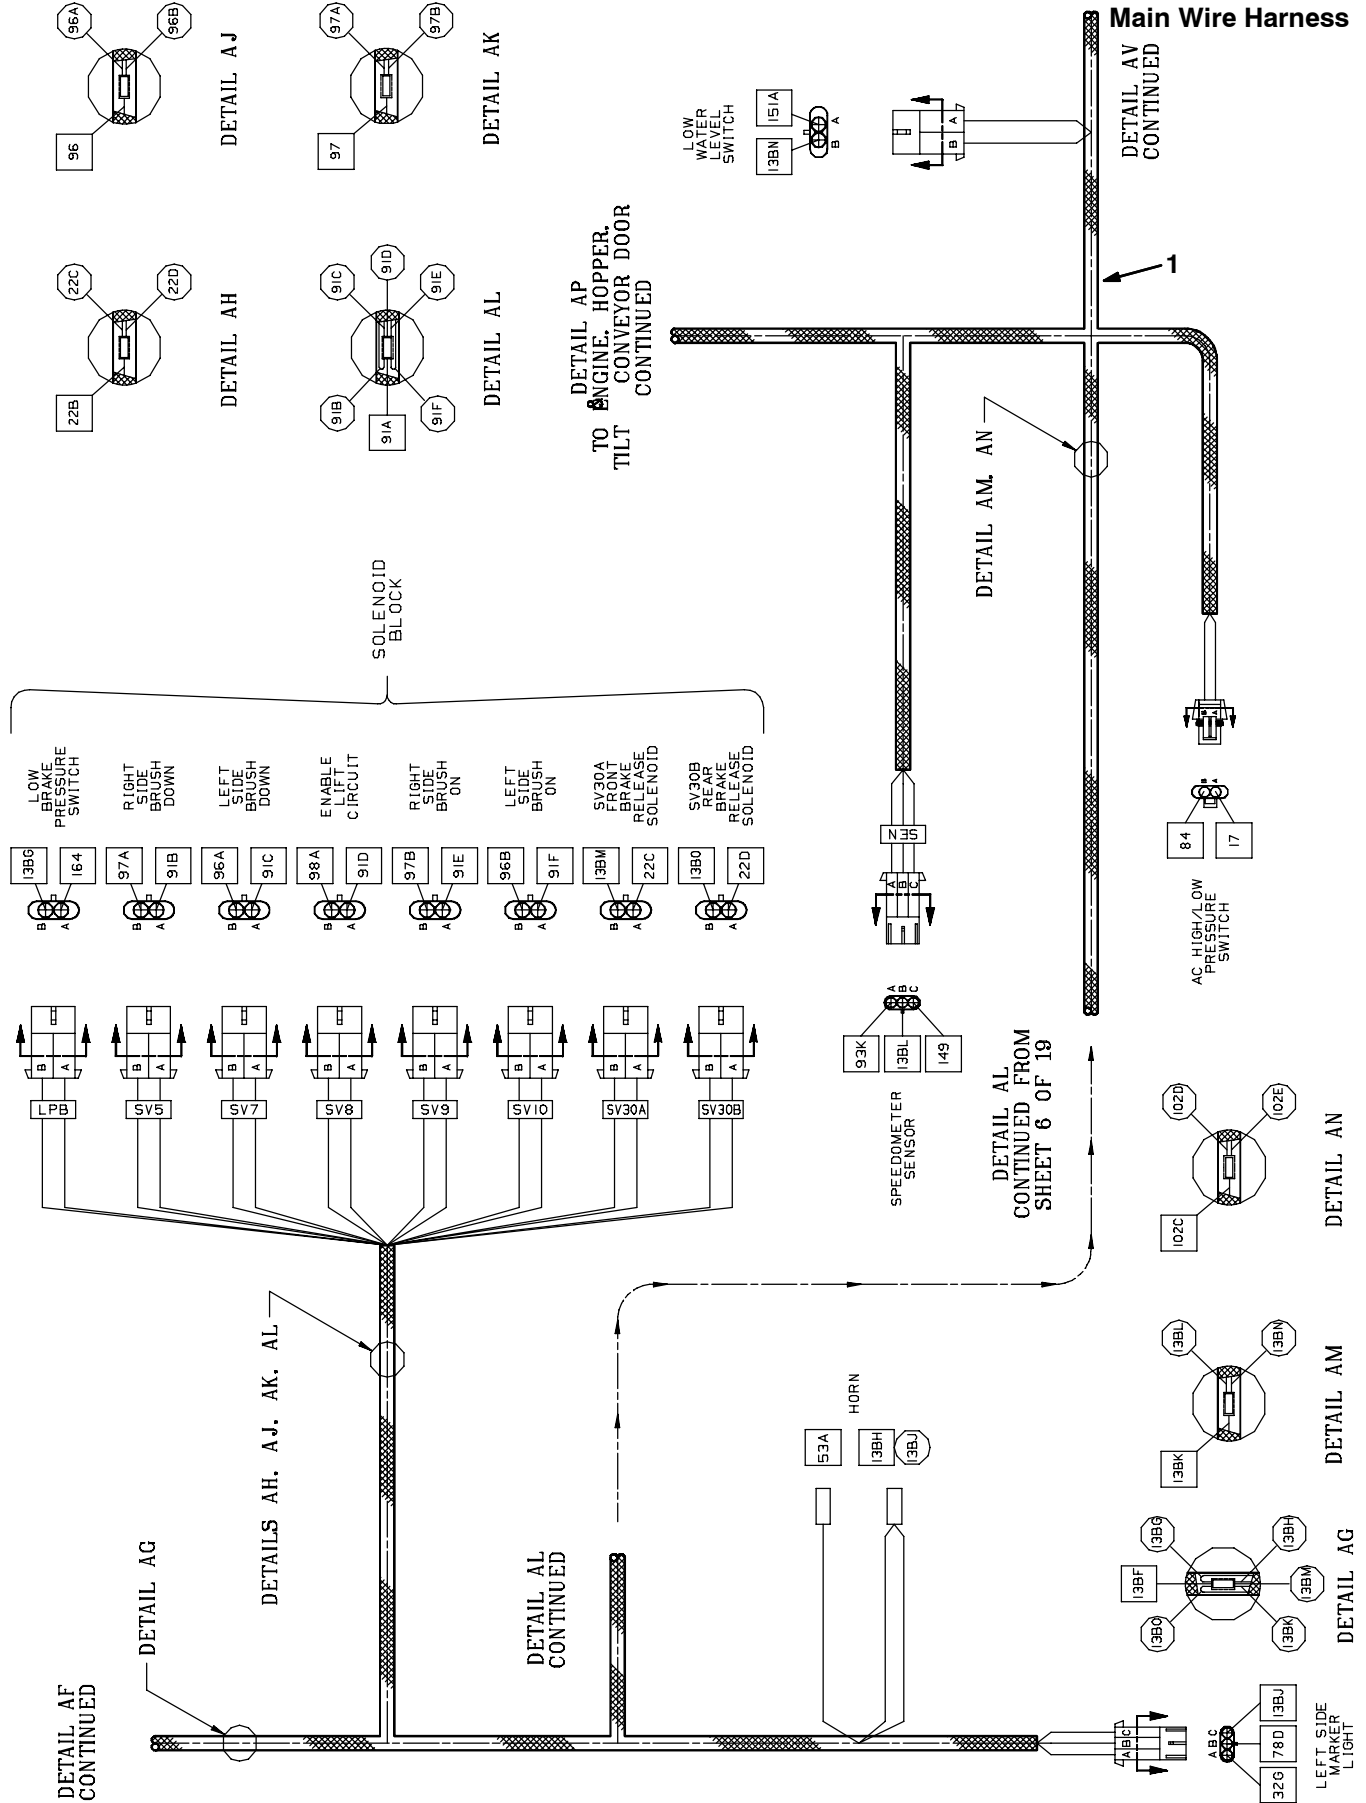 Main Wire Harness
96A
96B
96
DETAIL AJ
97A
97B
97
DETAIL AK
22C
22D
22B
DETAIL AH
91C
91D
91E
91B
91A
91F
DETAIL AL
LOW
WATER
LEVEL
SWITCH
151A
13BN
A
B
A
B
DETAIL AV
CONTINUED
DETAIL AP
TO ENGINE. HOPPER.
TILT CONVEYOR DOOR
CONTINUED
1
DETAIL AM. AN
SOLENOID
BLOCK
LOW
BRAKE
PRESSURE
SWITCH
RIGHT
SIDE
BRUSH
DOWN
LEFT
SIDE
BRUSH
DOWN
ENABLE
LIFT
CIRCUIT
RIGHT
SIDE
BRUSH
ON
LEFT
SIDE
BRUSH
ON
SV30A
FRONT
BRAKE
RELEASE
SOLENOID
SV30B
REAR
BRAKE
RELEASE
SOLENOID
13BG
164
97A
91B
96A
91C
98A
91D
97B
91E
96B
91F
13BM
22C
13BO
22D
B
A
B
A
B
A
B
A
B
A
B
A
B
A
B
A
B
A
B
A
B
A
B
A
B
A
B
A
B
A
B
A
LPB
SV5
SV7
SV8
SV9
SV10
SV30A
SV30B
SEN
A
B
C
A
B
C
93K
13BL
149
SPEEDOMETER
SENSOR
B
A
B
A
84
17
AC HIGH/LOW
PRESSURE
SWITCH
DETAIL AL
CONTINUED FROM
SHEET 6 OF 19
102D
102E
102C
DETAIL AN
DETAILS AH. AJ. AK. AL
13BL
13BN
13BK
DETAIL AM
HORN
53A
13BH
13BJ
DETAIL AG
DETAIL AL
CONTINUED
13BG
13BH
13BF
13BM
13BO
13BK
DETAIL AG
DETAIL AF
CONTINUED
A
B
C
A
B
C
13BJ
78D
32G
LEFT SIDE
MARKER
LIGHT